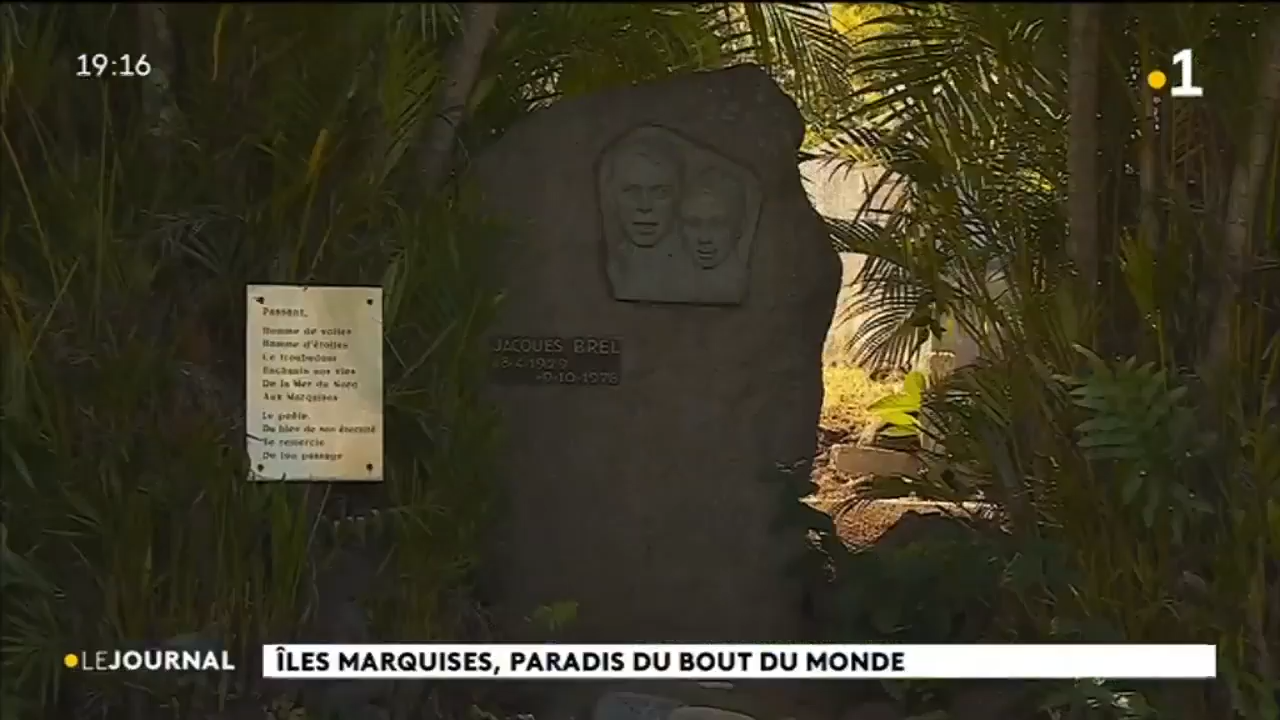 19:16
1
Passant,
Homme de voiles
Homme d'étoiles
Ce troubadour
Enchanta nos vies
De la Mer du Nord
Aux Marquises
Le poète,
Du bleu de son éternité
Te remercie
De ton passage
JACQUES BREL
8-4-1929
9-10-1978
LEJOURNAL
ÎLES MARQUISES, PARADIS DU BOUT DU MONDE